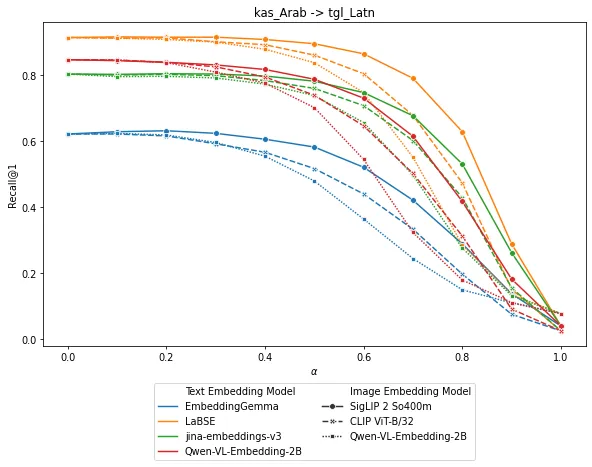 kas_Arab -> tgl_Latn
Recall@1
0.8
0.6
0.4
0.2
0.0
0.0 0.2 0.4 0.6 0.8 1.0
α
Text Embedding Model Image Embedding Model
EmbeddingGemma SigLIP 2 So400m
LaBSE CLIP ViT-B/32
jina-embeddings-v3 Qwen-VL-Embedding-2B
Qwen-VL-Embedding-2B